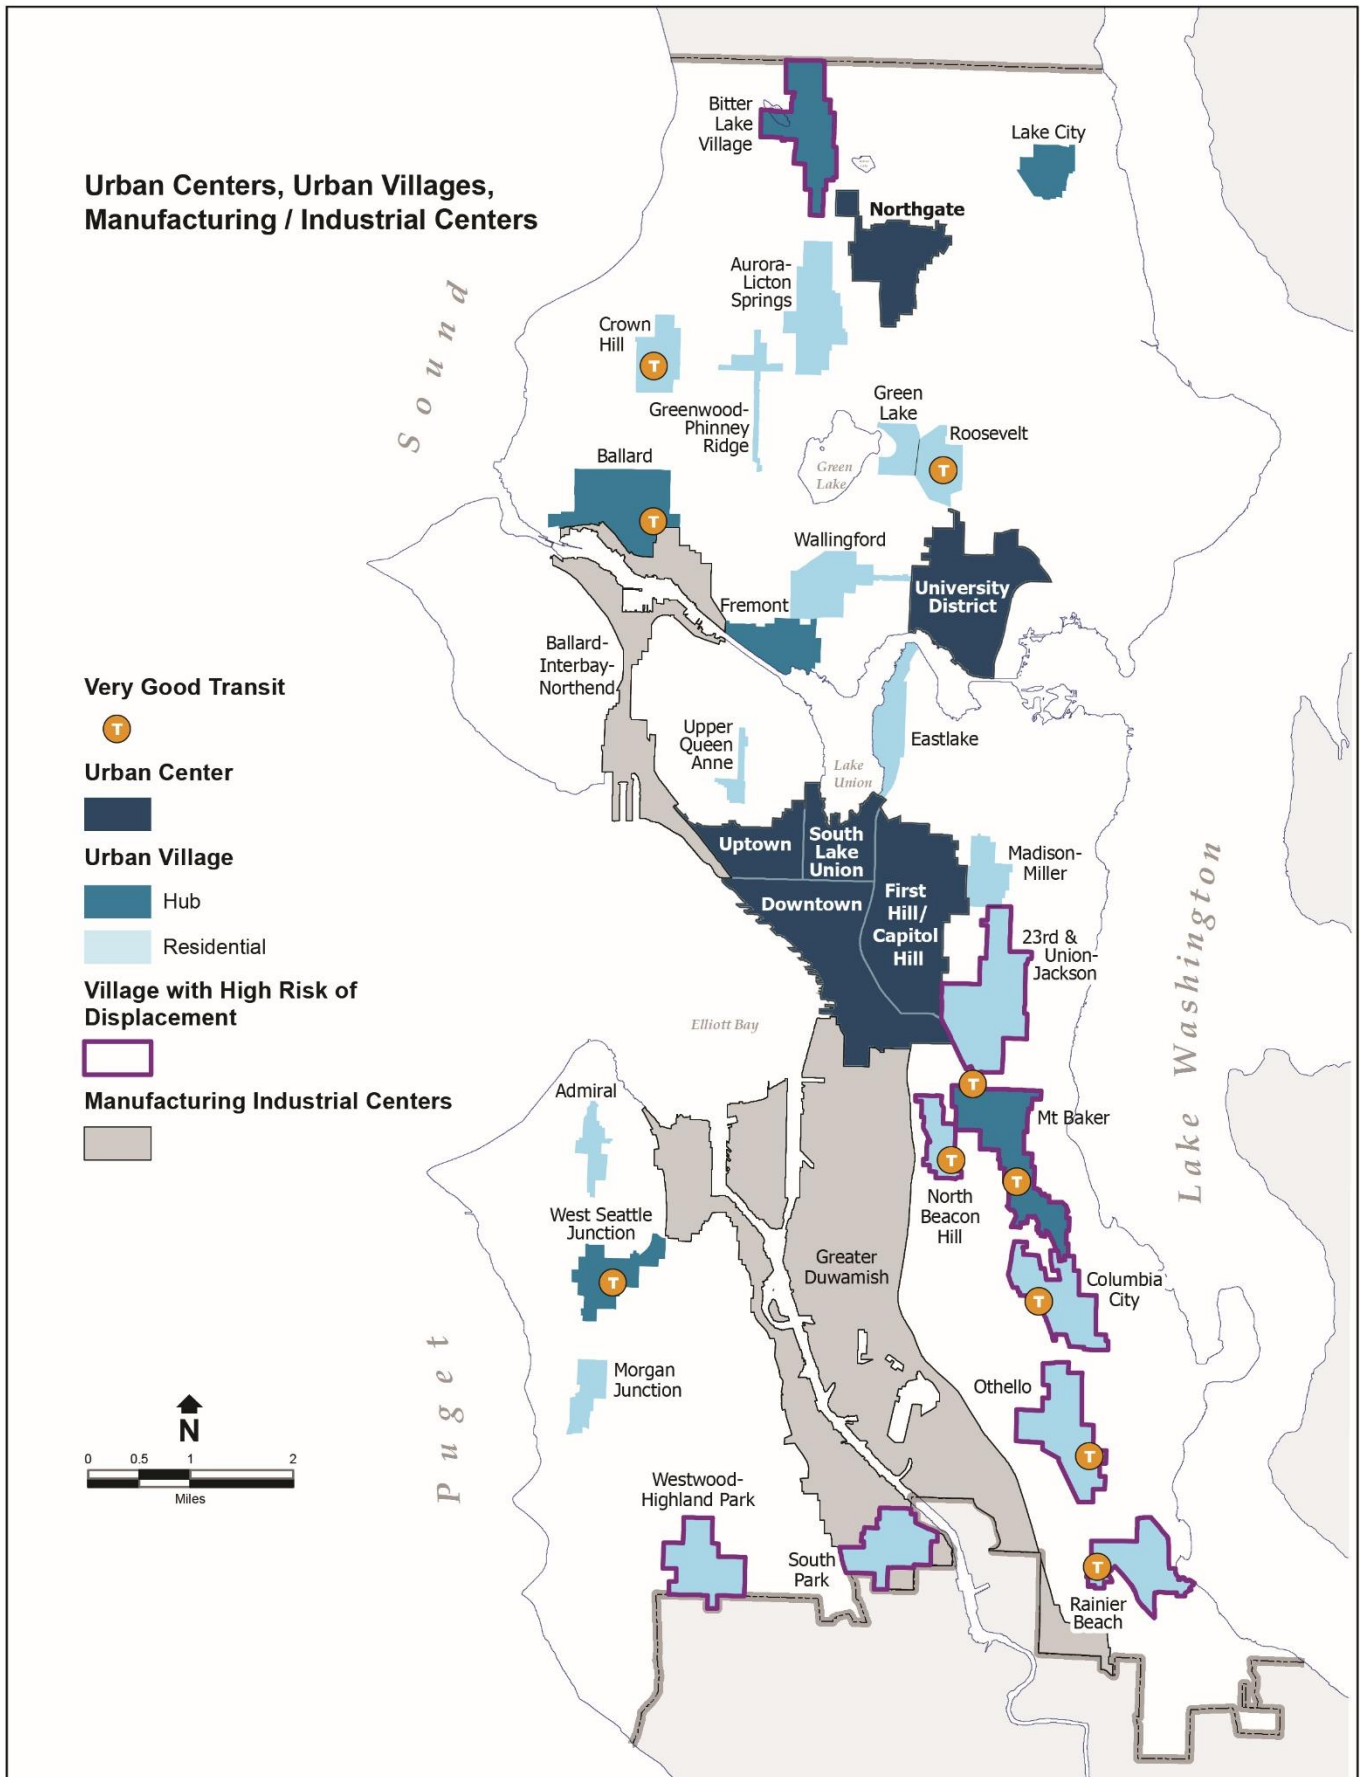 Urban Centers, Urban Villages,
Manufacturing / Industrial Centers
Bitter
Lake
Village
Lake City
Northgate
Aurora-
Licton
Springs
Crown
Hill
T
Greenwood-
Phinney
Ridge
Green
Lake
Roosevelt
T
Green
Lake
Ballard
T
Wallingford
University
District
Fremont
Ballard-
Interbay-
Northend
Upper
Queen
Anne
Eastlake
Lake
Union
Uptown
South
Lake
Union
Downtown
First
Hill/
Capitol
Hill
Madison-
Miller
23rd &
Union-
Jackson
Elliott Bay
T
Mt Baker
T
T
North
Beacon
Hill
Admiral
West Seattle
Junction
T
Greater
Duwamish
Columbia
City
T
Morgan
Junction
Othello
T
Westwood-
Highland Park
South
Park
T
Rainier
Beach
Puget
Sound
Lake Washington
Very Good Transit
T
Urban Center
Urban Village
Hub
Residential
Village with High Risk of
Displacement
Manufacturing Industrial Centers
N
0 0.5 1 2
Miles